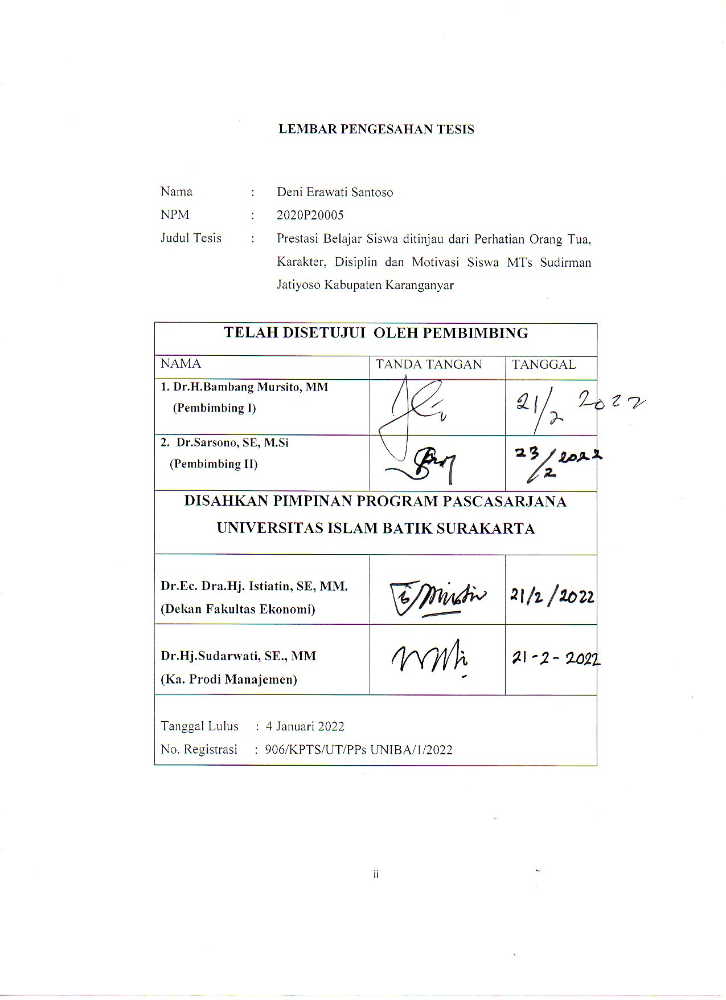 LEMBAR PENGESAHAN TESIS
Nama : Deni Erawati Santoso
NPM : 2020P20005
Judul Tesis : Prestasi Belajar Siswa ditinjau dari Perhatian Orang Tua,
Karakter, Disiplin dan Motivasi Siswa MTs Sudirman
Jatiyoso Kabupaten Karanganyar
TELAH DISETUJUI OLEH PEMBIMBING
NAMA TANDA TANGAN TANGGAL
1. Dr.H.Bambang Mursito, MM
(Pembimbing I)
21/2 2022
2. Dr.Sarsono, SE, M.Si
(Pembimbing II)
23/2/2022
DISAHKAN PIMPINAN PROGRAM PASCASARJANA
UNIVERSITAS ISLAM BATIK SURAKARTA
Dr.Ec. Dra.Hj. Istiatin, SE, MM.
(Dekan Fakultas Ekonomi)
21/2/2022
Dr.Hj.Sudarwati, SE., MM
(Ka. Prodi Manajemen)
21-2-2022
Tanggal Lulus : 4 Januari 2022
No. Registrasi : 906/KPTS/UT/PPs UNIBA/1/2022
ii